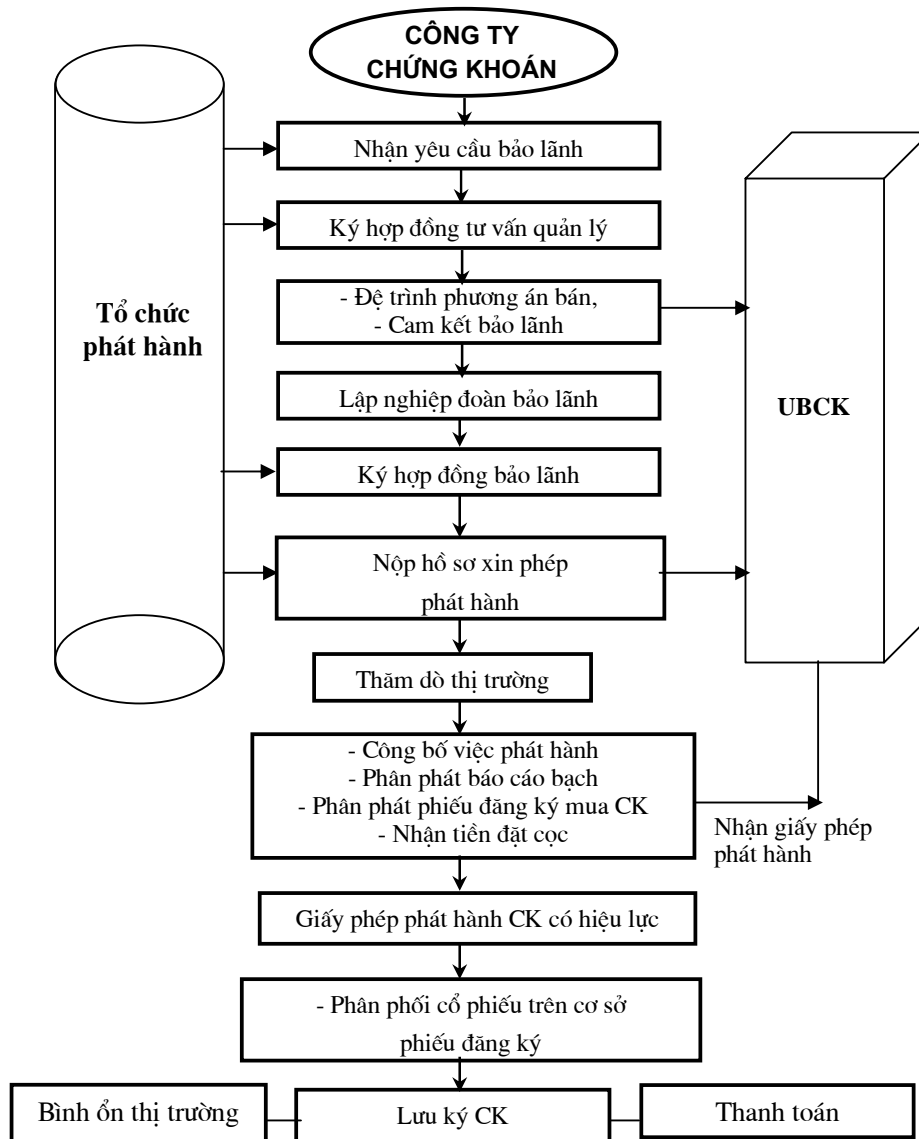 CÔNG TY
CHỨNG KHOÁN
Nhận yêu cầu bảo lãnh
Ký hợp đồng tư vấn quản lý
- Đệ trình phương án bán,
- Cam kết bảo lãnh
Tổ chức
phát hành
Lập nghiệp đoàn bảo lãnh
UBCK
Ký hợp đồng bảo lãnh
Nộp hồ sơ xin phép
phát hành
Thăm dò thị trường
- Công bố việc phát hành
- Phân phát báo cáo bạch
- Phân phát phiếu đăng ký mua CK
- Nhận tiền đặt cọc
Nhận giấy phép
phát hành
Giấy phép phát hành CK có hiệu lực
- Phân phối cổ phiếu trên cơ sở
phiếu đăng ký
Bình ổn thị trường
Lưu ký CK
Thanh toán